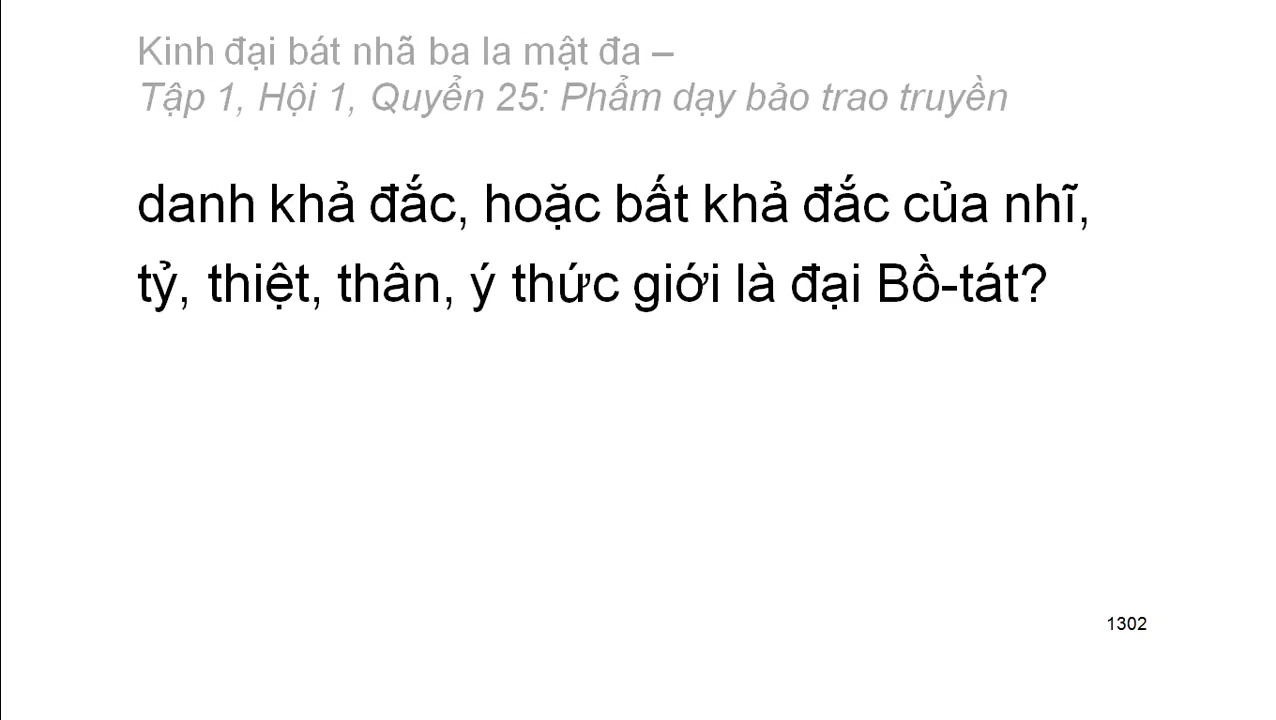 Kinh đại bát nhã ba la mật đa –
Tập 1, Hội 1, Quyển 25: Phẩm dạy bảo trao truyền
danh khả đắc, hoặc bất khả đắc của nhĩ,
tỷ, thiệt, thân, ý thức giới là đại Bồ-tát?
1302